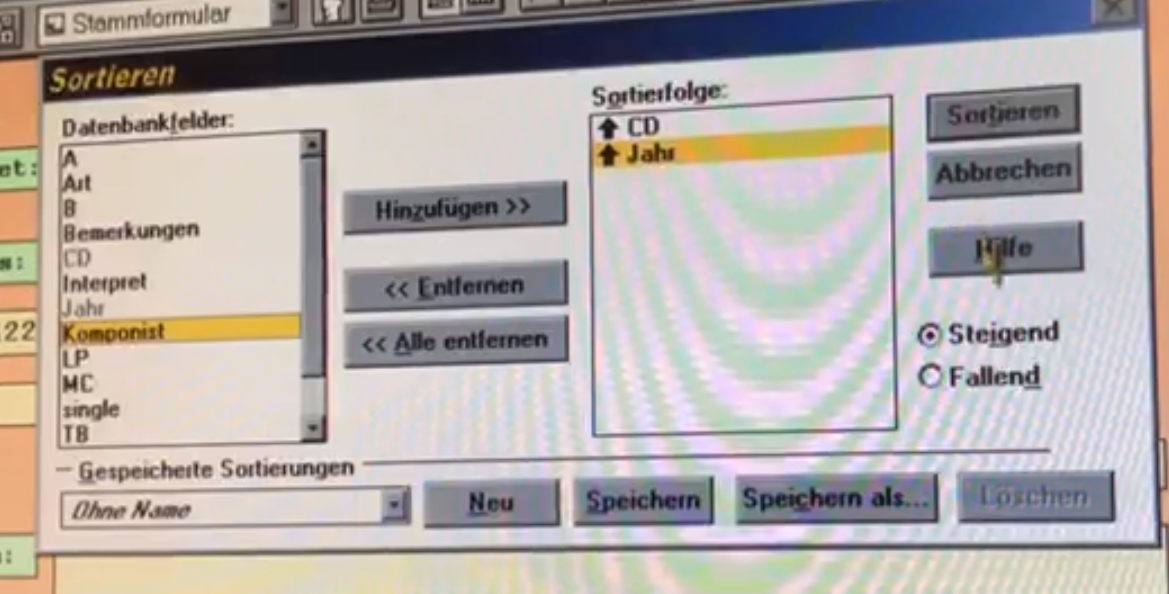 Stammformular
Sortieren
Datenbankfelder:
A
Art
B
Bemerkungen
CD
Interpret
Jahr
Komponist
LP
MC
single
TB
Hinzufügen >>
<< Entfernen
<< Alle entfernen
Sortierfolge:
CD
Jahr
Sortieren
Abbrechen
Hilfe
Steigend
Fallend
Gespeicherte Sortierungen
Ohne Name
Neu
Speichern
Speichern als...
Löschen
et:
s:
22
: